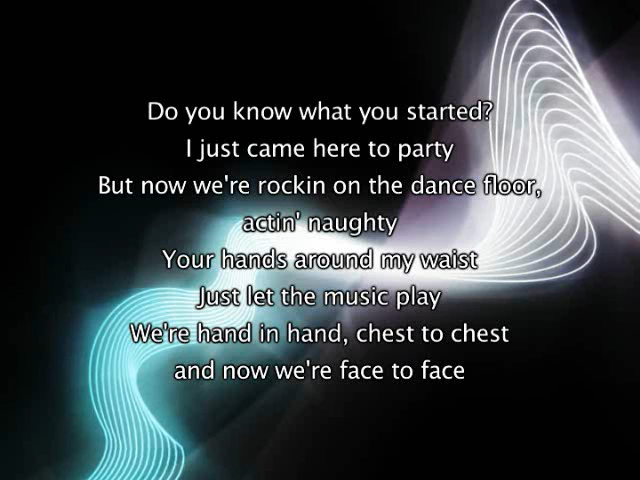 Do you know what you started?
I just came here to party
But now we're rockin on the dance floor,
actin' naughty
Your hands around my waist
Just let the music play
We're hand in hand, chest to chest
and now we're face to face